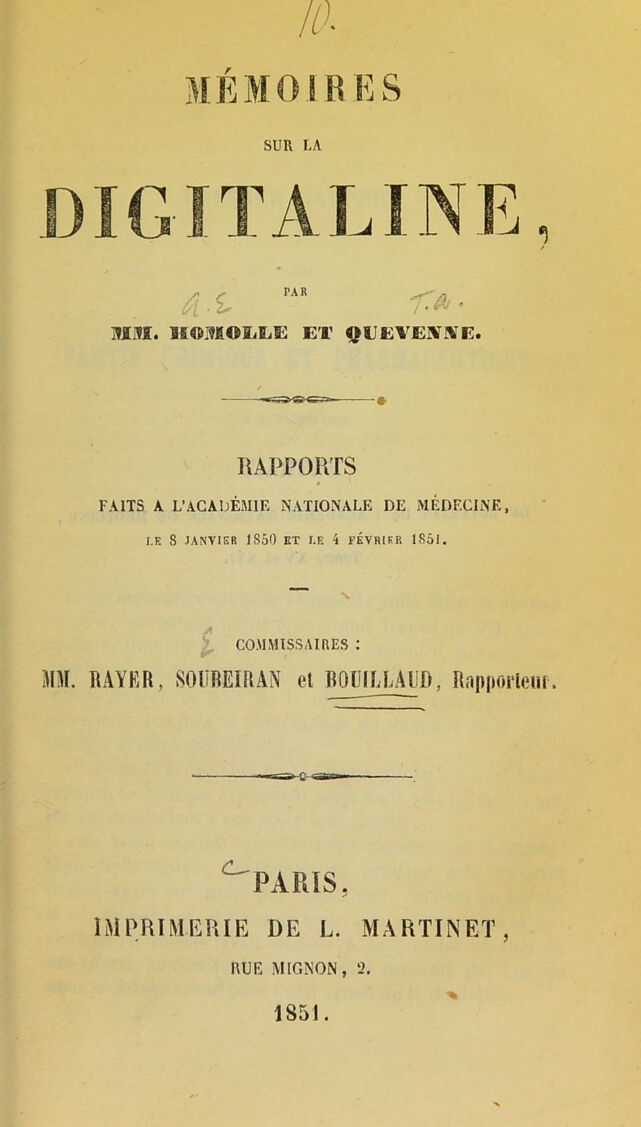 10.
MÉMOIRES
SUR LA
DIGITALINE,
PAR
A.E T.A.
MM. HOMOLLE ET QUEVENNE.
RAPPORTS
FAITS A L'ACADÉMIE NATIONALE DE MÉDECINE,
LE 8 JANVIER 1850 ET LE 4 FÉVRIER 1851.
COMMISSAIRES :
MM. RAYER, SOUBEIRAN et BOUILLAUD, Rapporteur.
PARIS,
IMPRIMERIE DE L. MARTINET,
RUE MIGNON, 2.
1851.